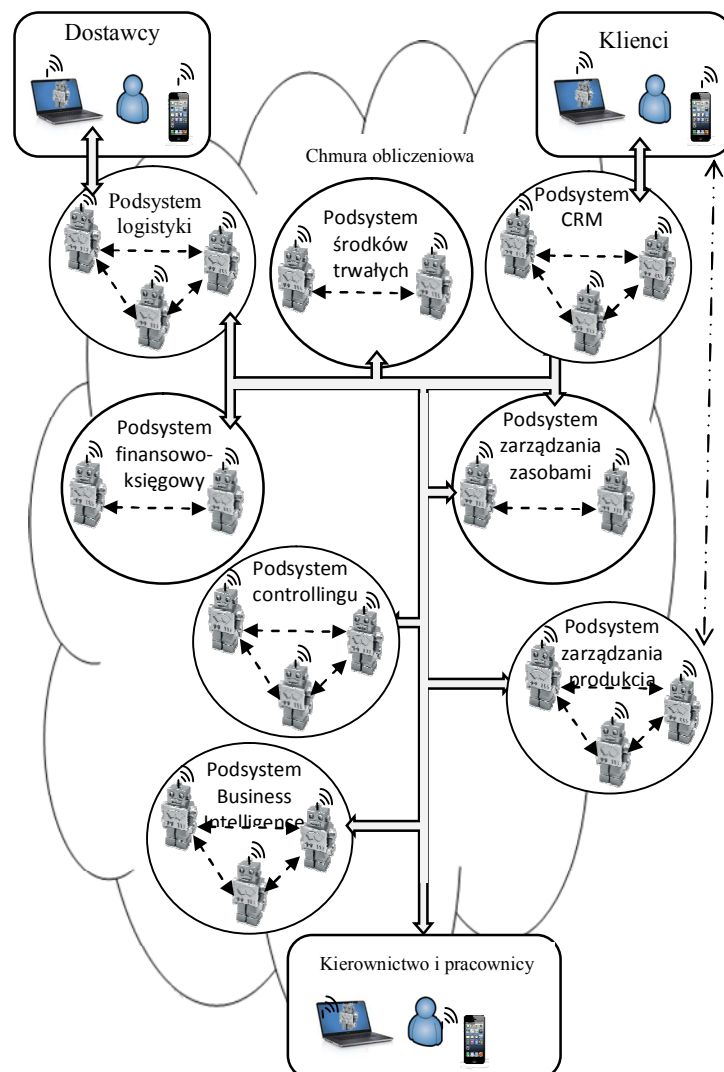 Dostawcy
Klienci
Chmura obliczeniowa
Podsystem
logistyki
Podsystem
środków
trwałych
Podsystem
CRM
Podsystem
finansowo-
księgowy
Podsystem
zarządzania
zasobami
Podsystem
controllingu
Podsystem
zarządzania
produkcją
Podsystem
Business
Intelligence
Kierownictwo i pracownicy